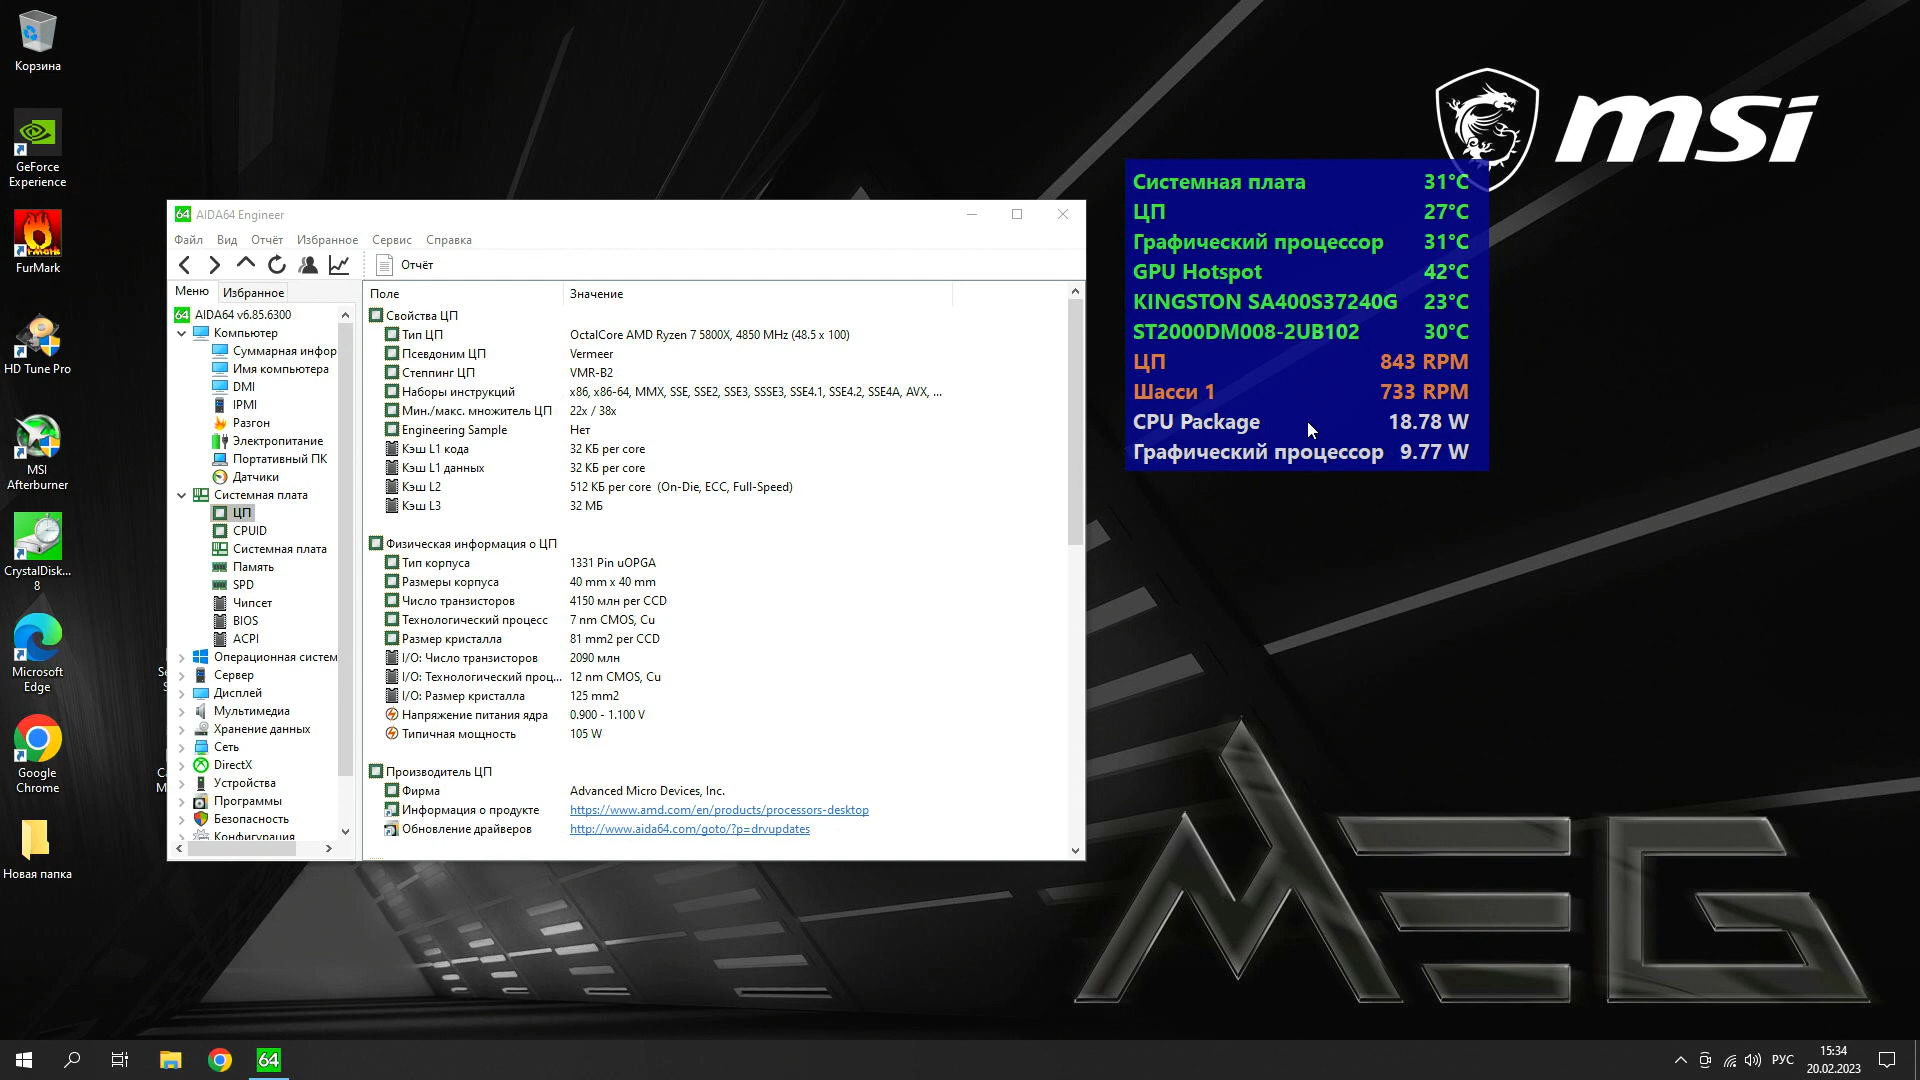 Корзина
GeForce
Experience
FurMark
HD Tune Pro
MSI
Afterburner
CrystalDisk...
8
Microsoft
Edge
Google
Chrome
Новая папка
msi
Системная плата 31°C
ЦП 27°C
Графический процессор 31°C
GPU Hotspot 42°C
KINGSTON SA400S37240G 23°C
ST2000DM008-2UB102 30°C
ЦП 843 RPM
Шасси 1 733 RPM
CPU Package 18.78 W
Графический процессор 9.77 W
64 AIDA64 Engineer
Файл Вид Отчёт Избранное Сервис Справка
Отчёт
Меню Избранное
64 AIDA64 v6.85.6300
Компьютер
Суммарная инфор
Имя компьютера
DMI
IPMI
Разгон
Электропитание
Портативный ПК
Датчики
Системная плата
ЦП
CPUID
Системная плата
Память
SPD
Чипсет
BIOS
ACPI
Операционная систем
Сервер
Дисплей
Мультимедиа
Хранение данных
Сеть
DirectX
Устройства
Программы
Безопасность
Конфигурация
Поле Значение
Свойства ЦП
Тип ЦП OctalCore AMD Ryzen 7 5800X, 4850 MHz (48.5 x 100)
Псевдоним ЦП Vermeer
Степпинг ЦП VMR-B2
Наборы инструкций x86, x86-64, MMX, SSE, SSE2, SSE3, SSSE3, SSE4.1, SSE4.2, SSE4A, AVX, ...
Мин./макс. множитель ЦП 22x / 38x
Engineering Sample Нет
Кэш L1 кода 32 КБ per core
Кэш L1 данных 32 КБ per core
Кэш L2 512 КБ per core (On-Die, ECC, Full-Speed)
Кэш L3 32 МБ
Физическая информация о ЦП
Тип корпуса 1331 Pin uOPGA
Размеры корпуса 40 mm x 40 mm
Число транзисторов 4150 млн per CCD
Технологический процесс 7 nm CMOS, Cu
Размер кристалла 81 mm2 per CCD
I/O: Число транзисторов 2090 млн
I/O: Технологический проц... 12 nm CMOS, Cu
I/O: Размер кристалла 125 mm2
Напряжение питания ядра 0.900 - 1.100 V
Типичная мощность 105 W
Производитель ЦП
Фирма Advanced Micro Devices, Inc.
Информация о продукте https://www.amd.com/en/products/processors-desktop
Обновление драйверов http://www.aida64.com/goto/?p=drvupdates
MEG
64
РУС
15:34
20.02.2023